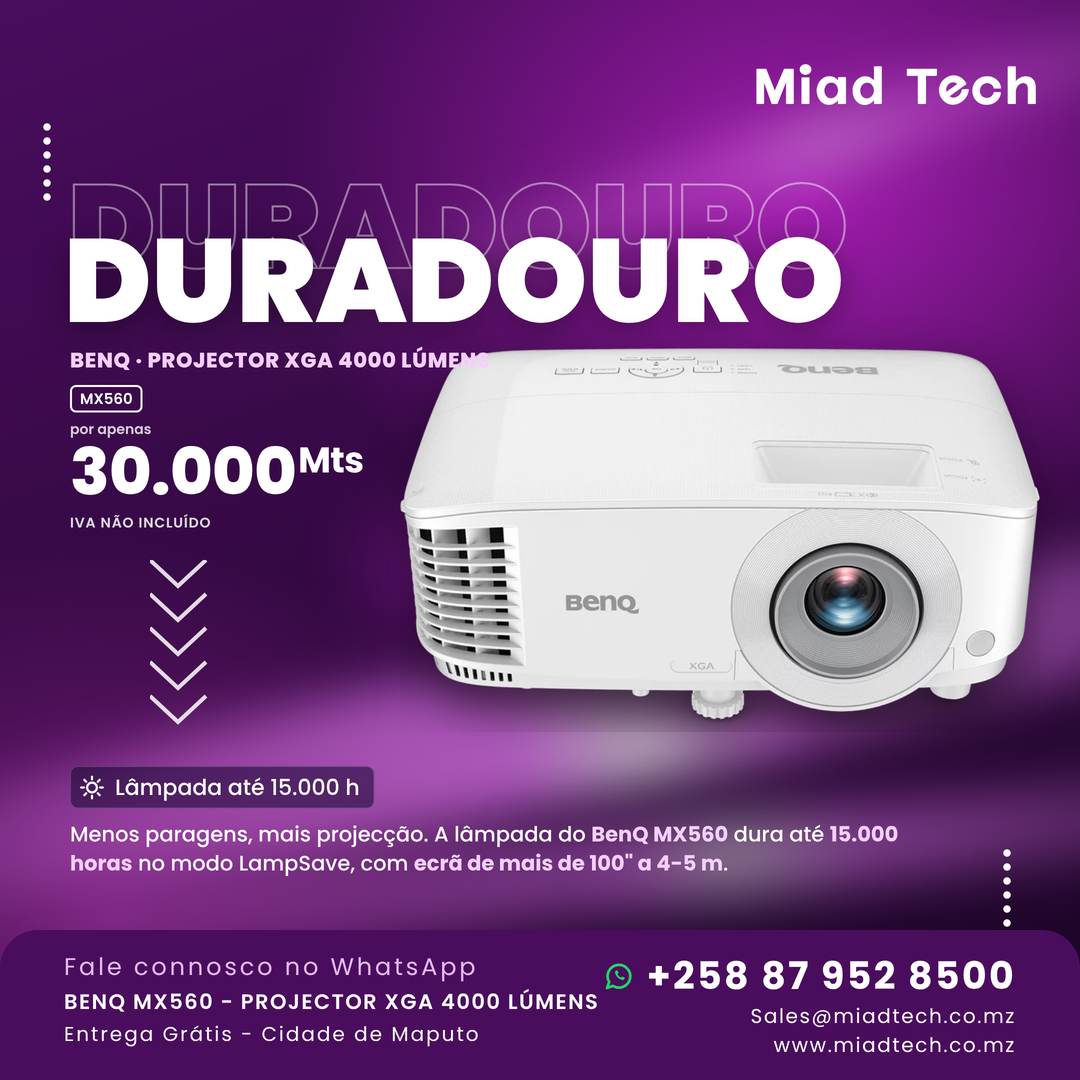 Miad Tech
DURADOURO
DURADOURO
BENQ · PROJECTOR XGA 4000 LÚMENS
MX560
por apenas
30.000Mts
IVA NÃO INCLUÍDO
BenQ
BenQ
XGA
Lâmpada até 15.000 h
Menos paragens, mais projecção. A lâmpada do BenQ MX560 dura até 15.000
horas no modo LampSave, com ecrã de mais de 100" a 4-5 m.
Fale connosco no WhatsApp
BENQ MX560 - PROJECTOR XGA 4000 LÚMENS
Entrega Grátis - Cidade de Maputo
+258 87 952 8500
Sales@miadtech.co.mz
www.miadtech.co.mz